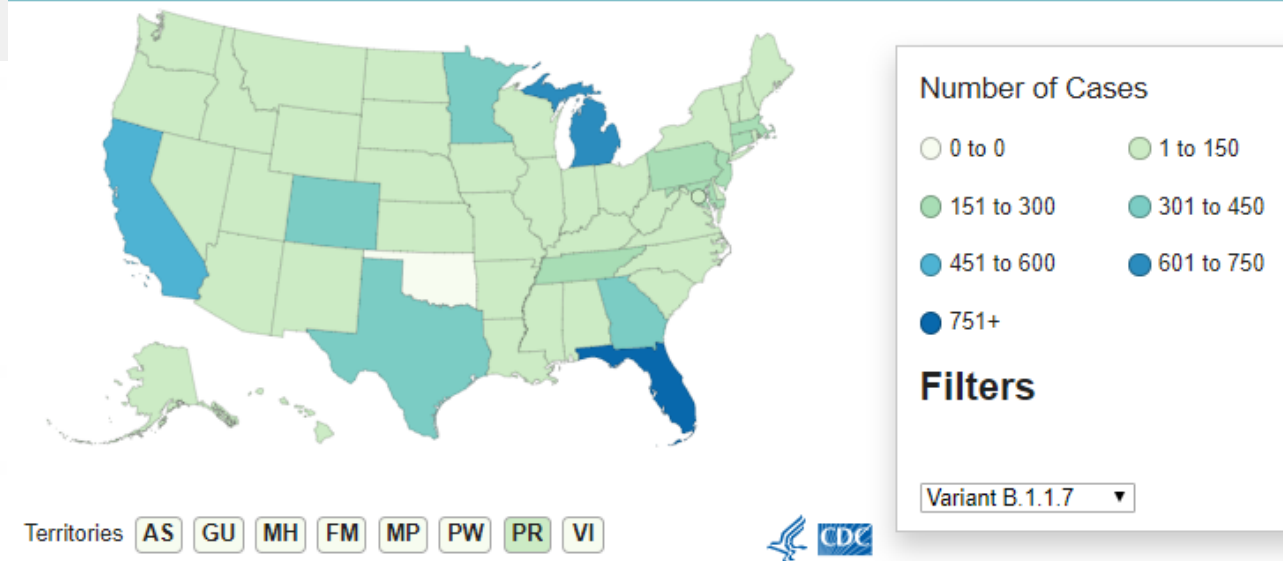 Number of Cases
0 to 0
1 to 150
151 to 300
301 to 450
451 to 600
601 to 750
751+
Filters
Variant B.1.1.7
Territories AS GU MH FM MP PW PR VI
CDC